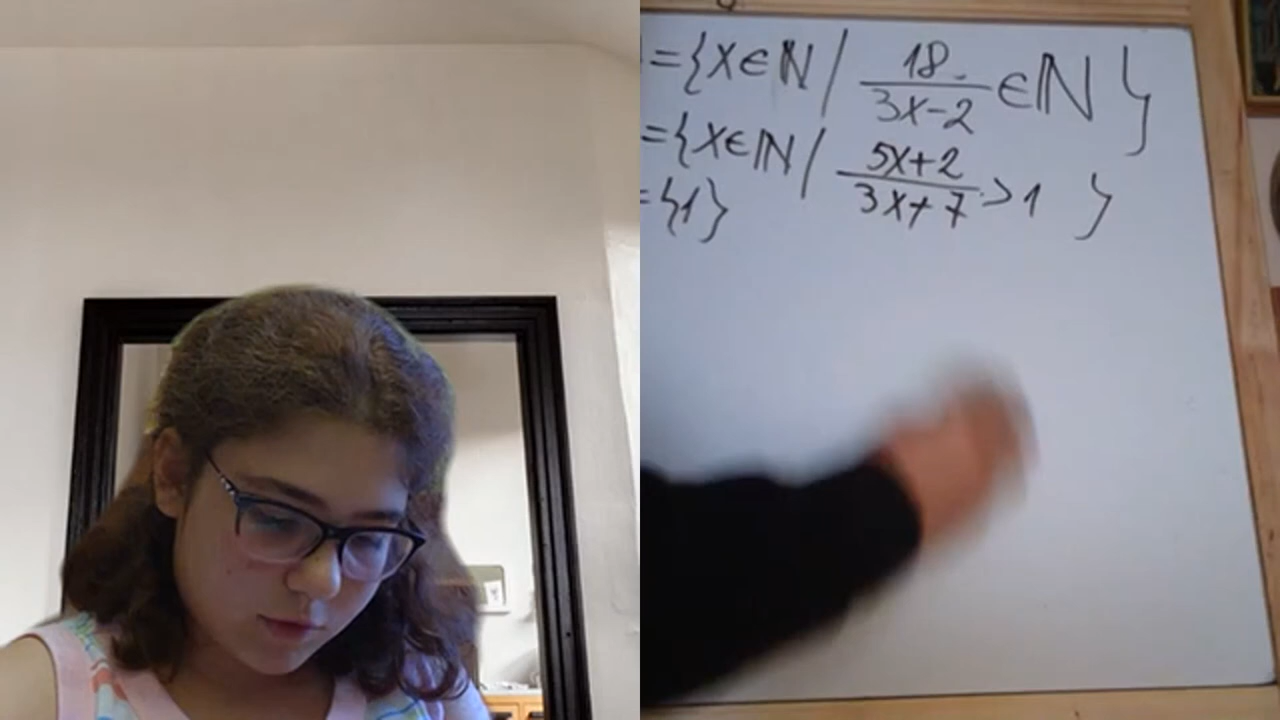 ={x∈ℕ / 18/(3x-2) ∈ℕ }
={x∈ℕ / (5x+2)/(3x+7) >1 }
={1}